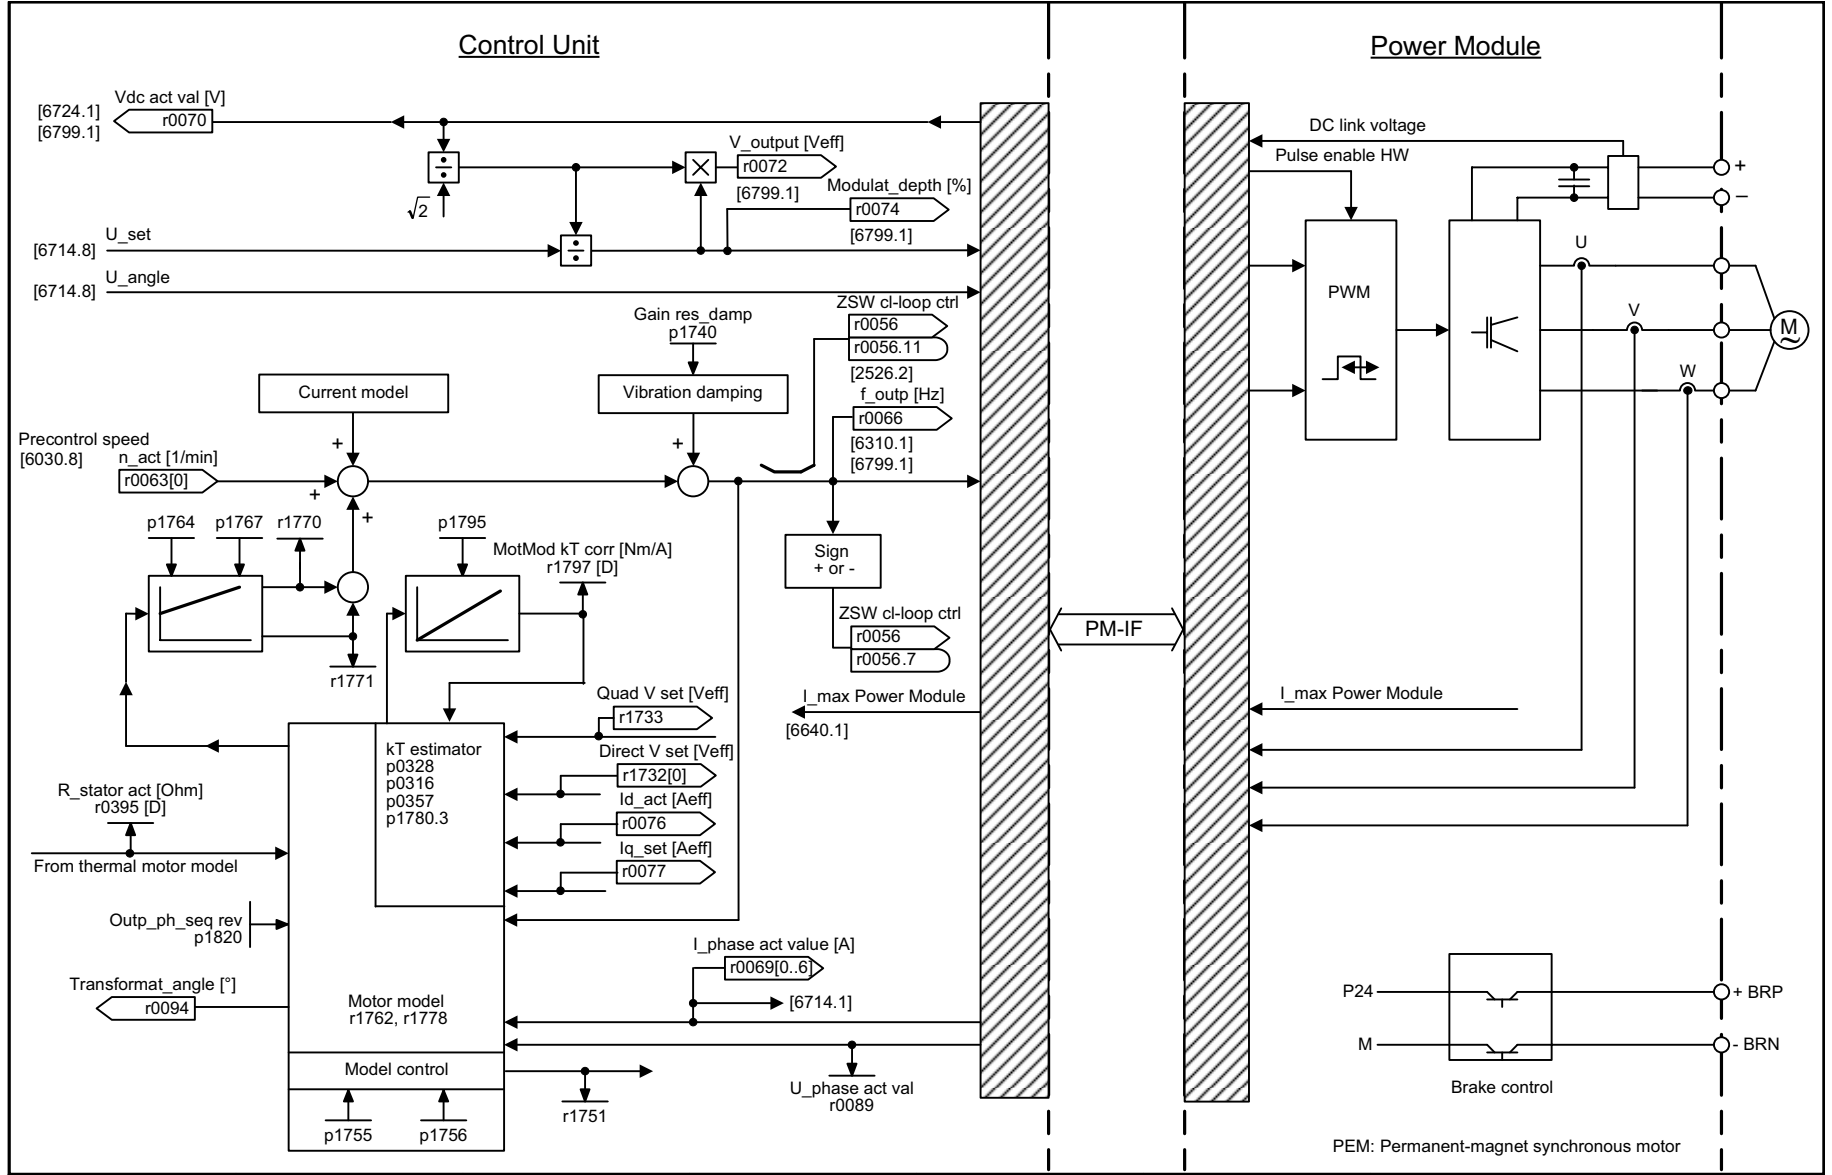 Control Unit
Power Module
Vdc act val [V]
[6724.1]
[6799.1]
r0070
DC link voltage
Pulse enable HW
V_output [Veff]
r0072
[6799.1]
÷
×
√2
Modulat_depth [%]
r0074
[6799.1]
+
−
U_set
[6714.8]
÷
U_angle
[6714.8]
ZSW cl-loop ctrl
r0056
r0056.11
[2526.2]
Gain res_damp
p1740
U
V
W
PWM
M
~
Current model
Vibration damping
f_outp [Hz]
r0066
[6310.1]
[6799.1]
Precontrol speed
[6030.8]
n_act [1/min]
r0063[0]
+
+
+
+
p1764
p1767
r1770
p1795
MotMod kT corr [Nm/A]
r1797 [D]
Sign
+ or -
ZSW cl-loop ctrl
r0056
r0056.7
PM-IF
r1771
I_max Power Module
[6640.1]
I_max Power Module
Quad V set [Veff]
r1733
kT estimator
p0328
p0316
p0357
p1780.3
Direct V set [Veff]
r1732[0]
Id_act [Aeff]
r0076
Iq_set [Aeff]
r0077
R_stator act [Ohm]
r0395 [D]
From thermal motor model
Outp_ph_seq rev
p1820
I_phase act value [A]
r0069[0..6]
[6714.1]
Transformat_angle [°]
r0094
Motor model
r1762, r1778
P24
+ BRP
M
- BRN
Brake control
Model control
U_phase act val
r0089
r1751
p1755
p1756
PEM: Permanent-magnet synchronous motor